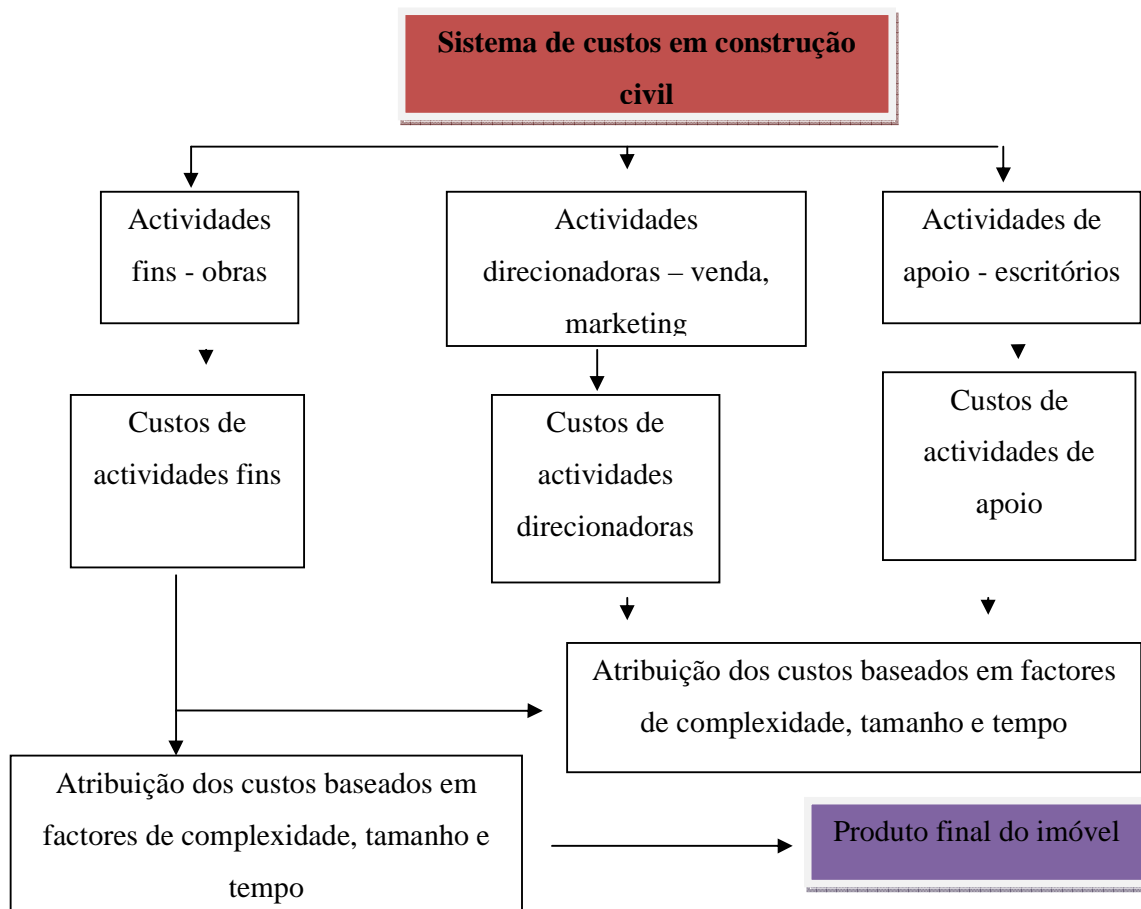 Sistema de custos em construção
civil
Actividades
fins - obras
Actividades
direcionadoras – venda,
marketing
Actividades de
apoio - escritórios
Custos de
actividades fins
Custos de
actividades
direcionadoras
Custos de
actividades de
apoio
Atribuição dos custos baseados em factores
de complexidade, tamanho e tempo
Atribuição dos custos baseados em
factores de complexidade, tamanho e
tempo
Produto final do imóvel